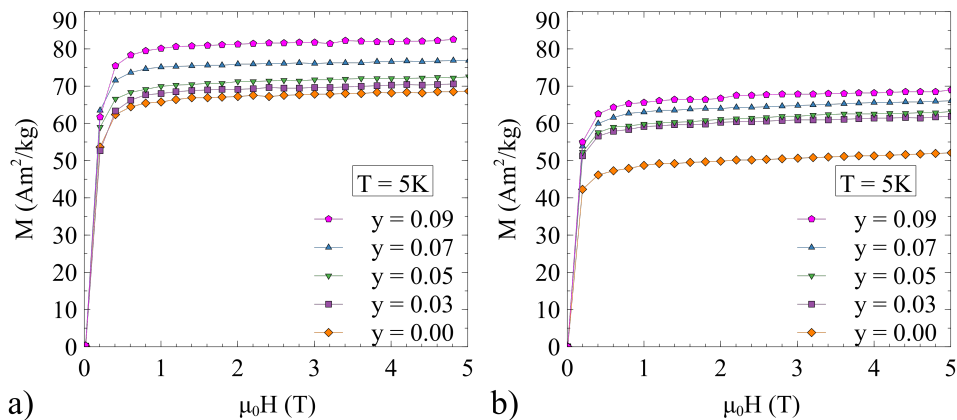 90
80
70
60
50
40
30
20
10
0
M (Am²/kg)
T = 5K
y = 0.09
y = 0.07
y = 0.05
y = 0.03
y = 0.00
0 1 2 3 4 5
μ₀H (T)
a)
90
80
70
60
50
40
30
20
10
0
M (Am²/kg)
T = 5K
y = 0.09
y = 0.07
y = 0.05
y = 0.03
y = 0.00
0 1 2 3 4 5
μ₀H (T)
b)